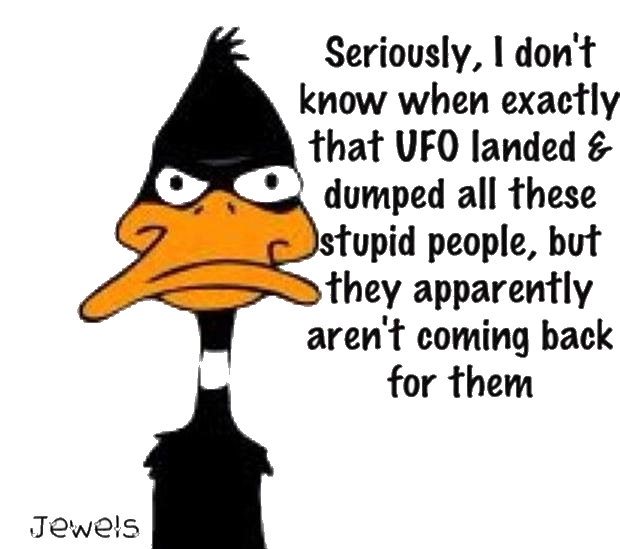 Seriously, I don't
know when exactly
that UFO landed &
dumped all these
stupid people, but
they apparently
aren't coming back
for them
Jewels